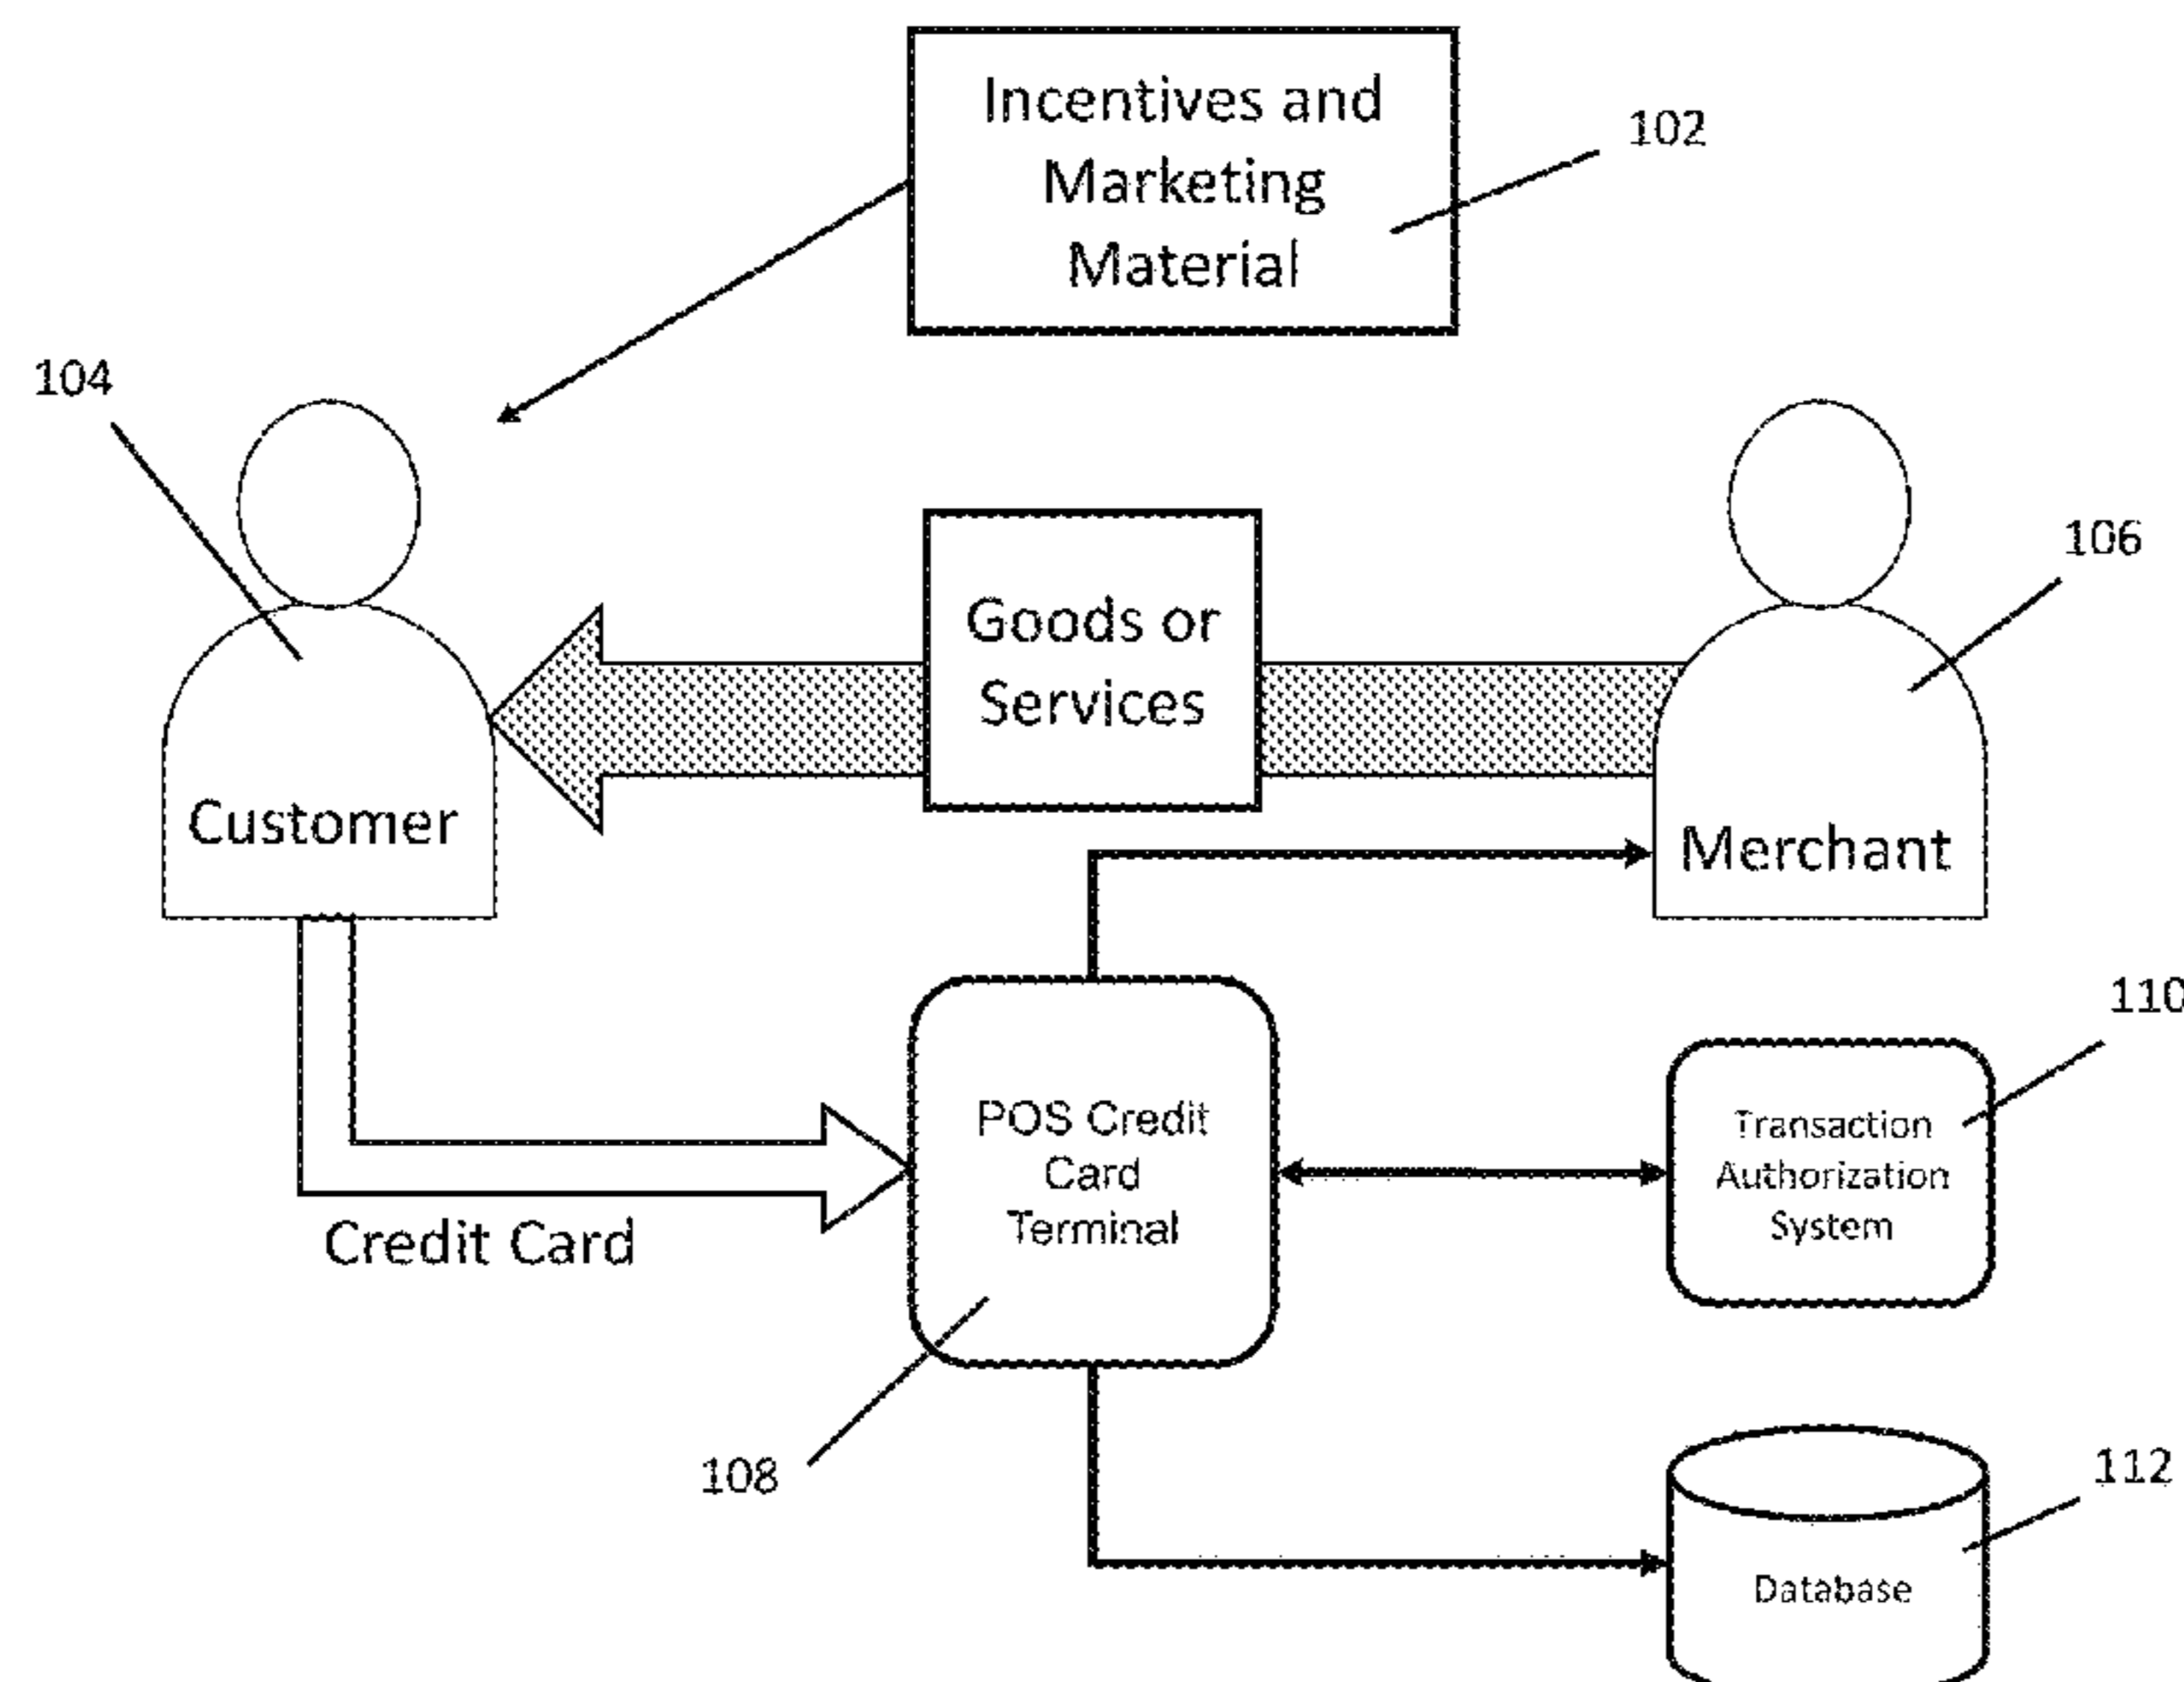 Incentives and
Marketing
Material
102
104
106
Goods or
Services
Customer
Merchant
110
POS Credit
Card
Terminal
Transaction
Authorization
System
Credit Card
108
112
Database